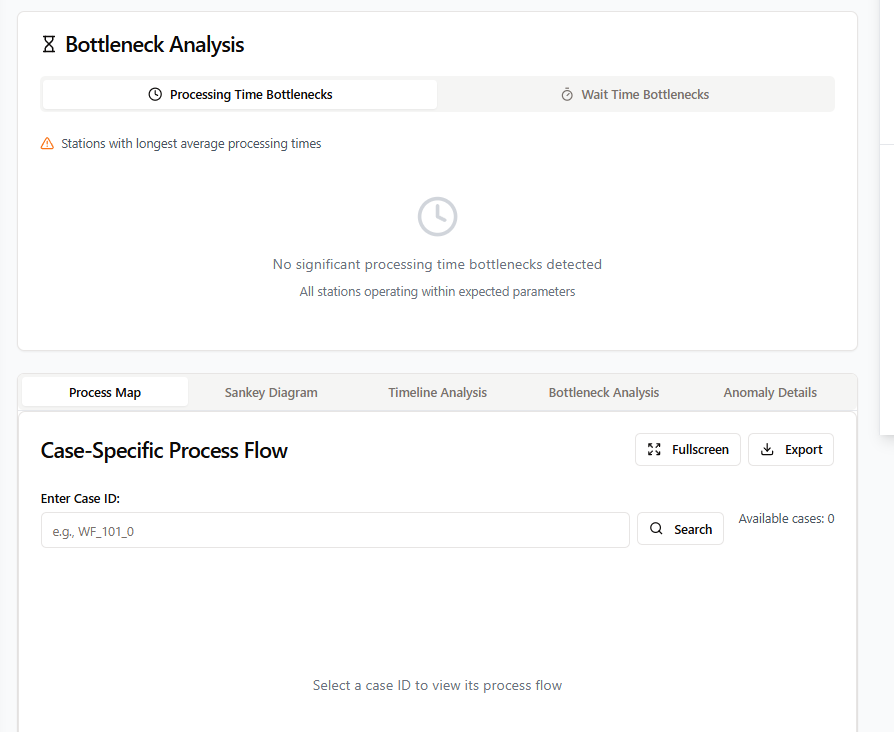 Bottleneck Analysis
Processing Time Bottlenecks
Wait Time Bottlenecks
Stations with longest average processing times
No significant processing time bottlenecks detected
All stations operating within expected parameters
Process Map
Sankey Diagram
Timeline Analysis
Bottleneck Analysis
Anomaly Details
Case-Specific Process Flow
Fullscreen
Export
Enter Case ID:
e.g., WF_101_0
Search
Available cases: 0
Select a case ID to view its process flow